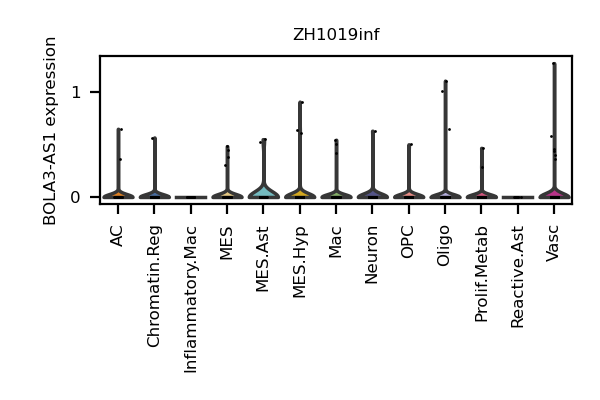 ZH1019inf
BOLA3-AS1 expression
1
0
AC
Chromatin.Reg
Inflammatory.Mac
MES
MES.Ast
MES.Hyp
Mac
Neuron
OPC
Oligo
Prolif.Metab
Reactive.Ast
Vasc